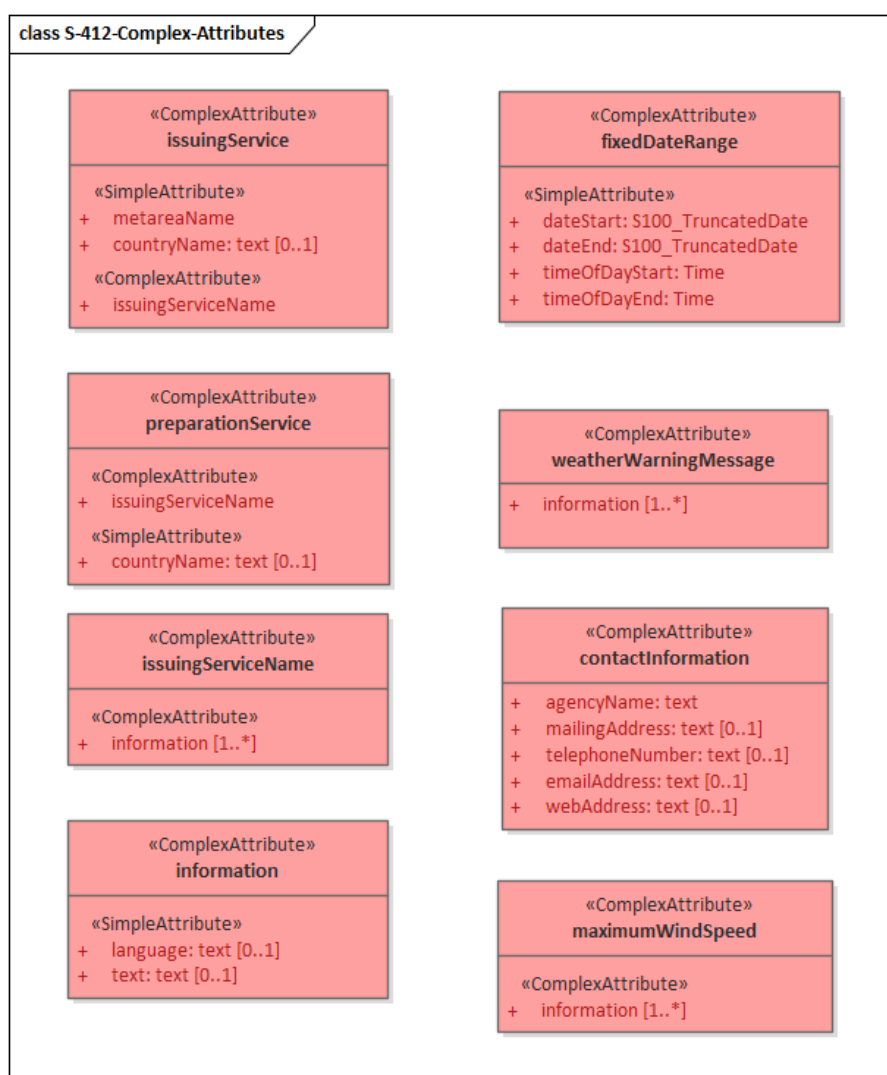 class S-412-Complex-Attributes
«ComplexAttribute»
issuingService
«SimpleAttribute»
+ metareaName
+ countryName: text [0..1]
«ComplexAttribute»
+ issuingServiceName
«ComplexAttribute»
fixedDateRange
«SimpleAttribute»
+ dateStart: S100_TruncatedDate
+ dateEnd: S100_TruncatedDate
+ timeOfDayStart: Time
+ timeOfDayEnd: Time
«ComplexAttribute»
preparationService
«ComplexAttribute»
+ issuingServiceName
«SimpleAttribute»
+ countryName: text [0..1]
«ComplexAttribute»
weatherWarningMessage
+ information [1..*]
«ComplexAttribute»
issuingServiceName
«ComplexAttribute»
+ information [1..*]
«ComplexAttribute»
contactInformation
+ agencyName: text
+ mailingAddress: text [0..1]
+ telephoneNumber: text [0..1]
+ emailAddress: text [0..1]
+ webAddress: text [0..1]
«ComplexAttribute»
information
«SimpleAttribute»
+ language: text [0..1]
+ text: text [0..1]
«ComplexAttribute»
maximumWindSpeed
«ComplexAttribute»
+ information [1..*]